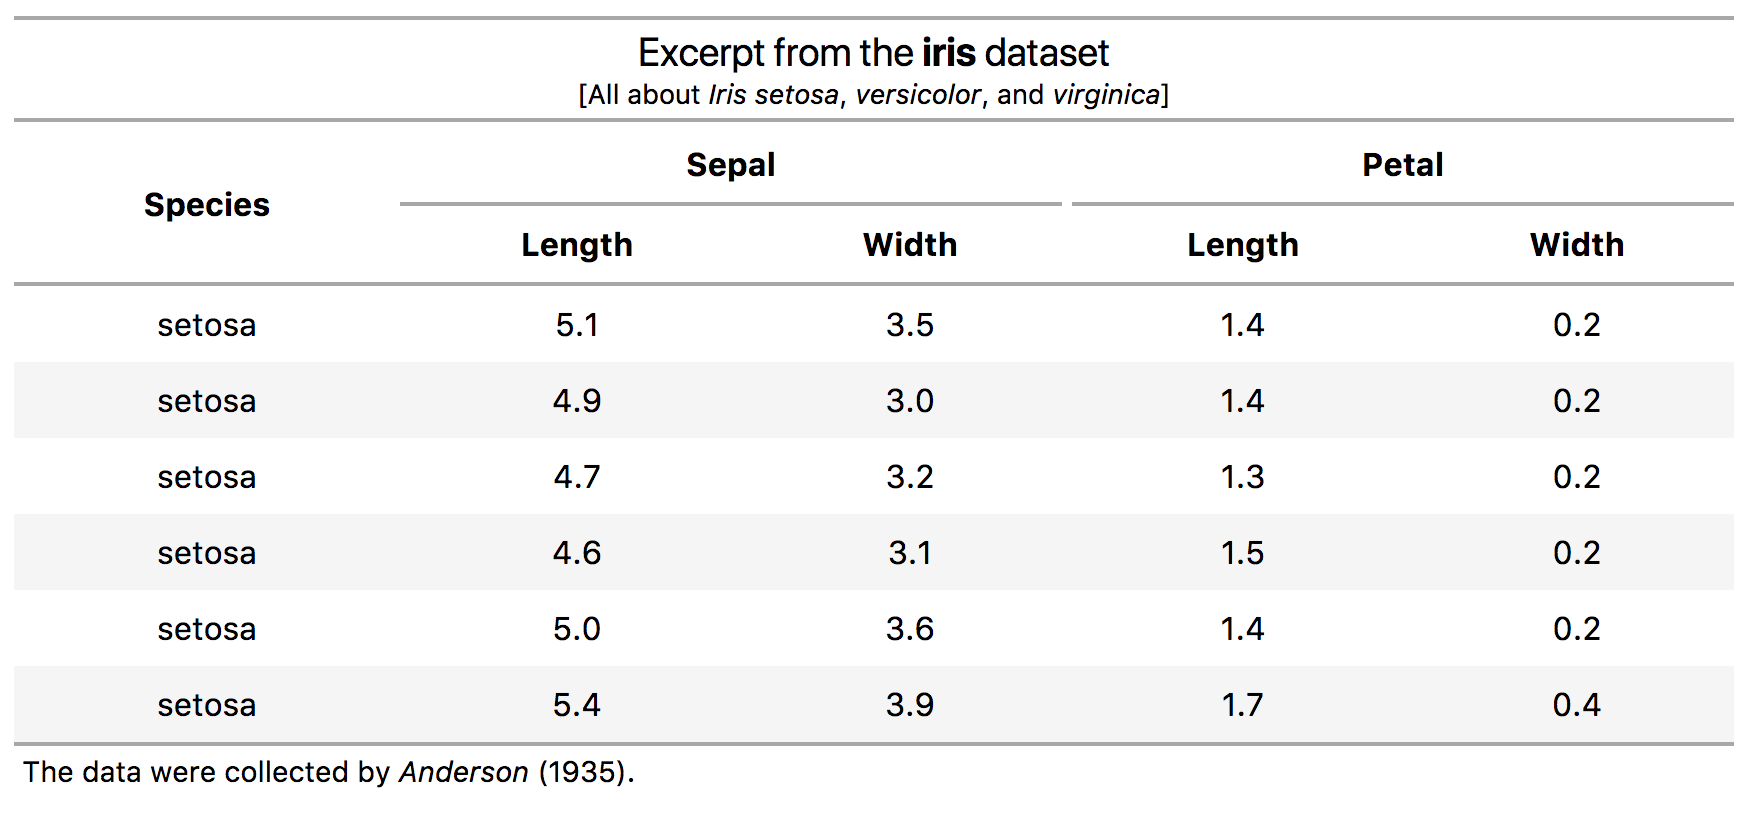 Excerpt from the iris dataset
[All about Iris setosa, versicolor, and virginica]
Species Sepal Petal
Length Width Length Width
setosa 5.1 3.5 1.4 0.2
setosa 4.9 3.0 1.4 0.2
setosa 4.7 3.2 1.3 0.2
setosa 4.6 3.1 1.5 0.2
setosa 5.0 3.6 1.4 0.2
setosa 5.4 3.9 1.7 0.4
The data were collected by Anderson (1935).